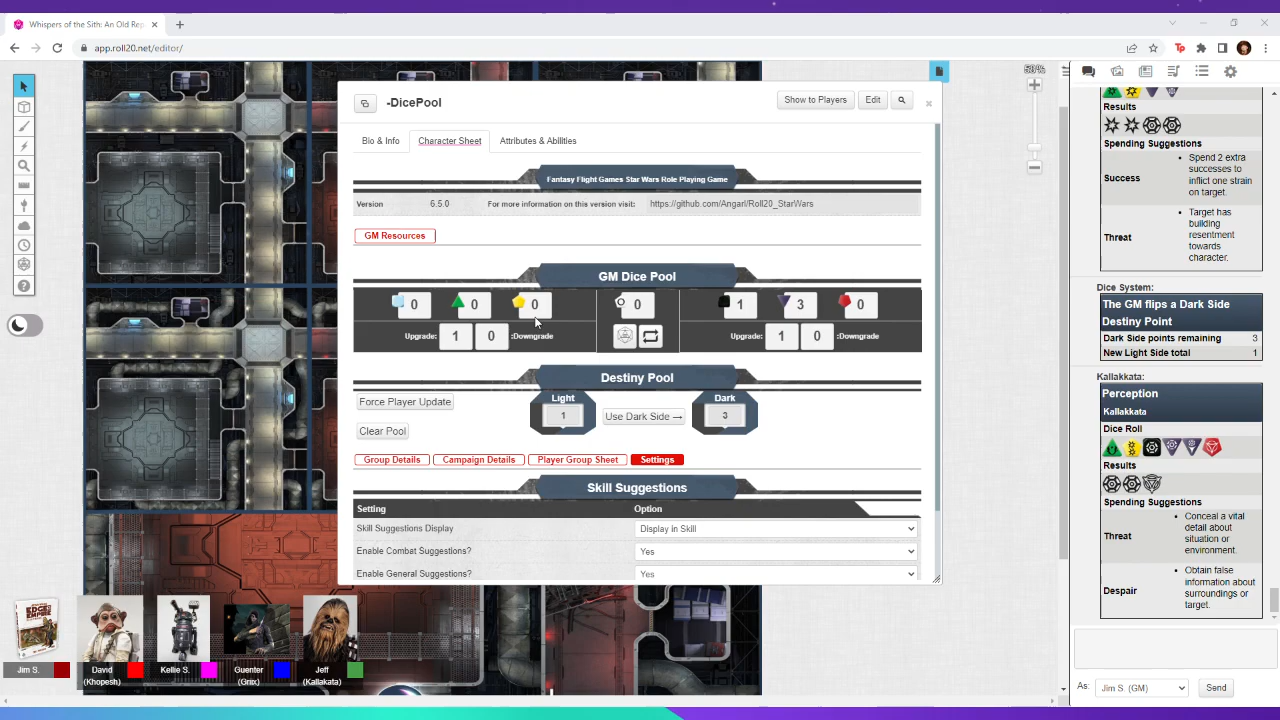 Whispers of the Sith: An Old Rep
app.roll20.net/editor/
-DicePool
Show to Players
Edit
Bio & Info
Character Sheet
Attributes & Abilities
Fantasy Flight Games Star Wars Role Playing Game
Version 6.5.0 For more information on this version visit: https://github.com/Angarl/Roll20_StarWars
GM Resources
GM Dice Pool
0 0 0 0 1 3 0
Upgrade: 1 0 :Downgrade Upgrade: 1 0 :Downgrade
Destiny Pool
Force Player Update
Clear Pool
Light
1
Use Dark Side →
Dark
3
Group Details
Campaign Details
Player Group Sheet
Settings
Skill Suggestions
Setting Option
Skill Suggestions Display Display in Skill
Enable Combat Suggestions? Yes
Enable General Suggestions? Yes
EDGE
Jim S.
David
(Khopesh)
Kellie S.
Guenter
(Griix)
Jeff
(Kallakata)
58%
Results
Spending Suggestions
Success
Spend 2 extra
successes to
inflict one strain
on target.
Threat
Target has
building
resentment
towards
character.
Dice System:
The GM flips a Dark Side
Destiny Point
Dark Side points remaining 3
New Light Side total 1
Kallakkata:
Perception
Kallakkata
Dice Roll
Results
Spending Suggestions
Threat
Conceal a vital
detail about
situation or
environment.
Despair
Obtain false
information about
surroundings or
target.
As: Jim S. (GM)
Send